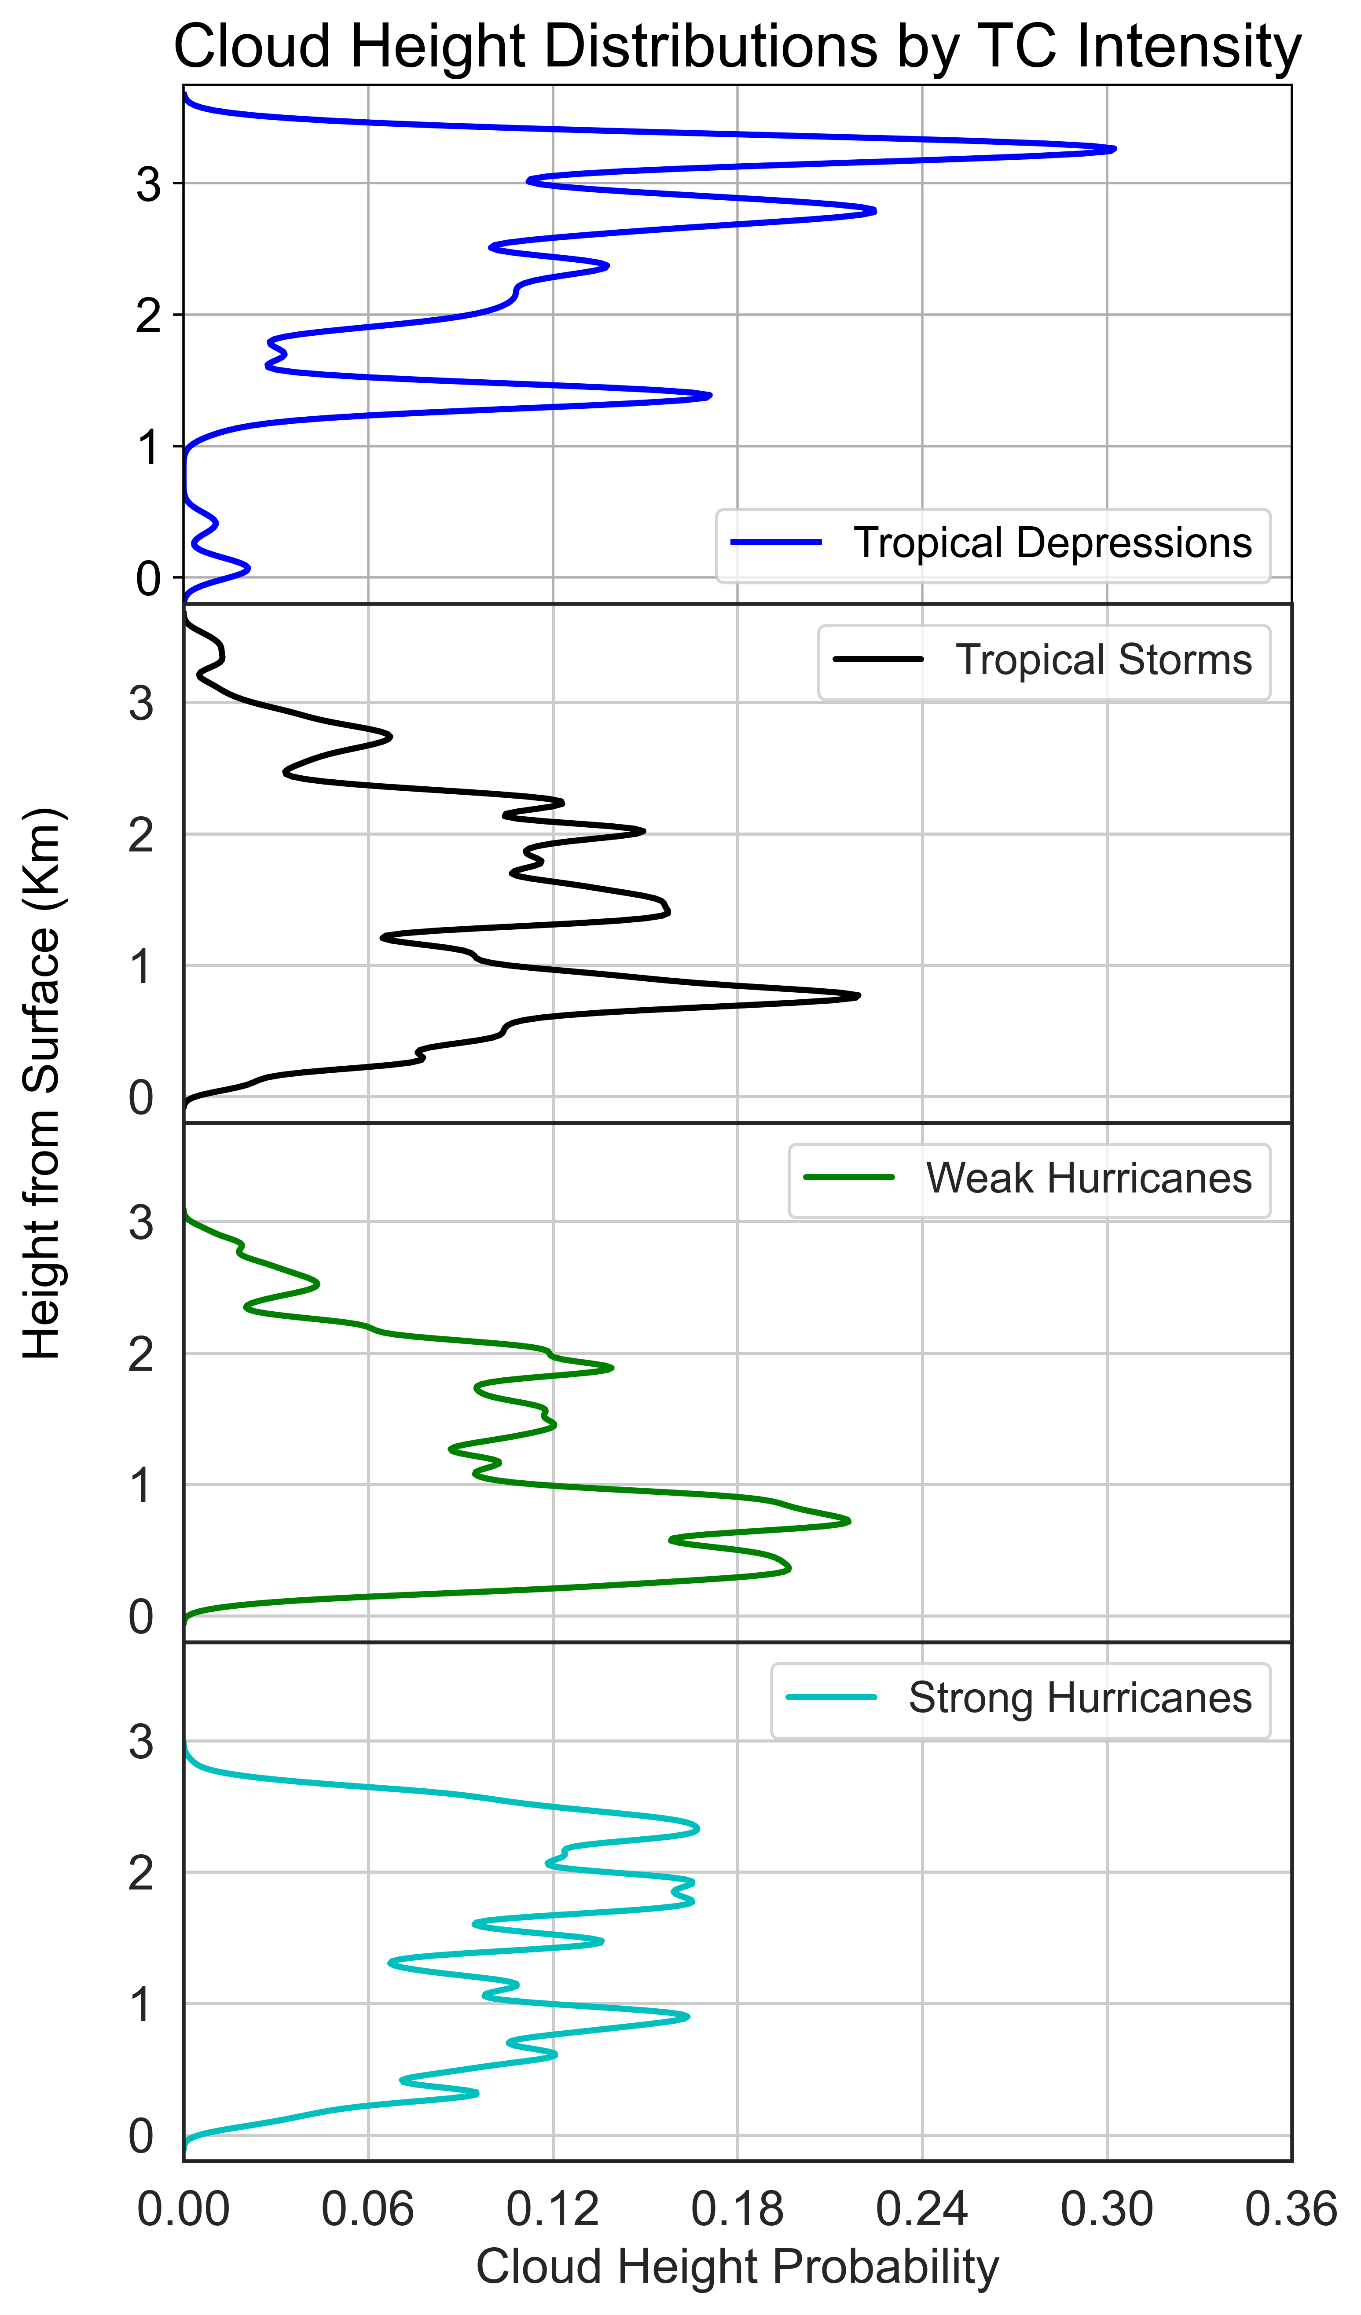 Cloud Height Distributions by TC Intensity
3
2
1
0
Tropical Depressions
Tropical Storms
3
2
1
0
Height from Surface (Km)
Weak Hurricanes
3
2
1
0
Strong Hurricanes
3
2
1
0
0.00 0.06 0.12 0.18 0.24 0.30 0.36
Cloud Height Probability